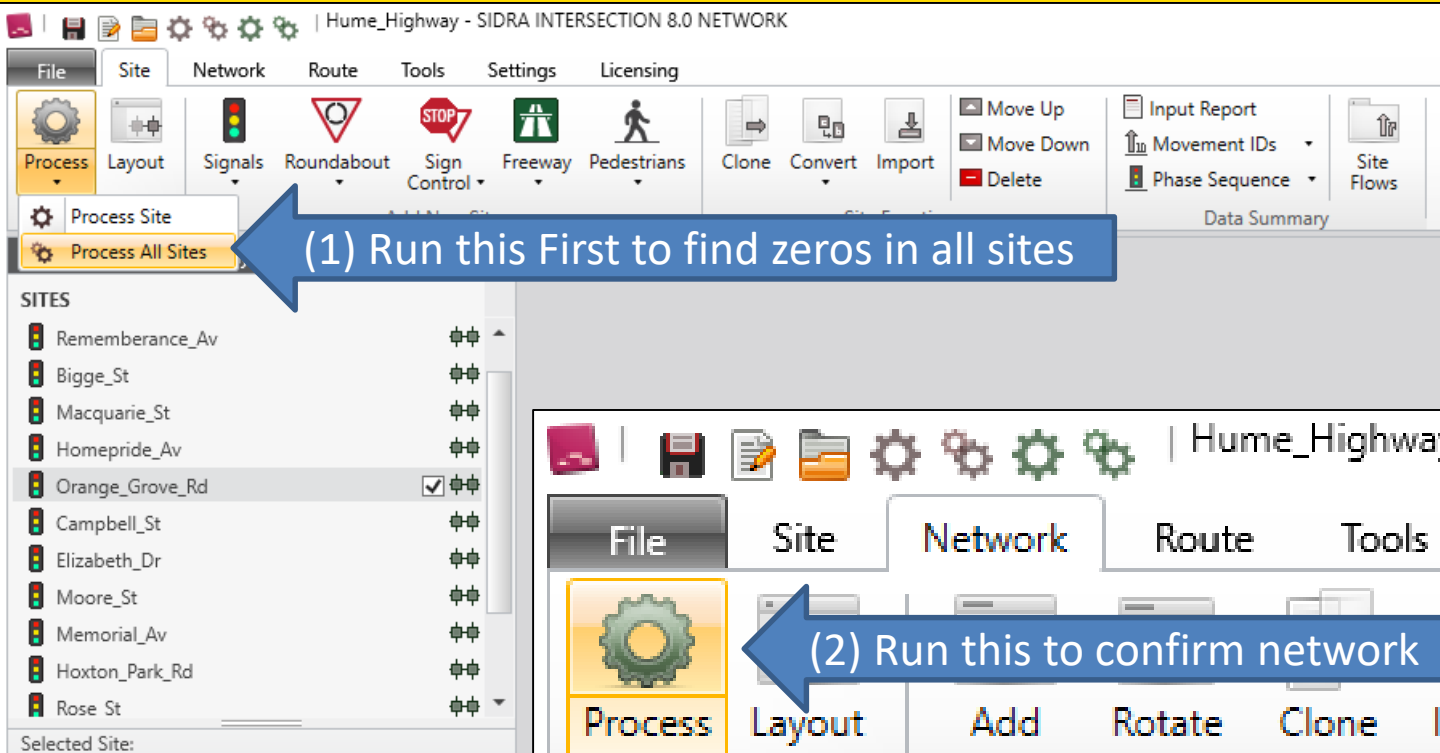 Hume_Highway - SIDRA INTERSECTION 8.0 NETWORK
File Site Network Route Tools Settings Licensing
Process Layout Signals Roundabout Sign Control Freeway Pedestrians Clone Convert Import
Move Up
Move Down
Delete
Input Report
Movement IDs
Phase Sequence
Site Flows
Data Summary
Process Site
Process All Sites
(1) Run this First to find zeros in all sites
SITES
Rememberance_Av
Bigge_St
Macquarie_St
Homepride_Av
Orange_Grove_Rd
Campbell_St
Elizabeth_Dr
Moore_St
Memorial_Av
Hoxton_Park_Rd
Rose St
Selected Site:
Hume_Highway
File Site Network Route Tools
(2) Run this to confirm network
Process Layout Add Rotate Clone